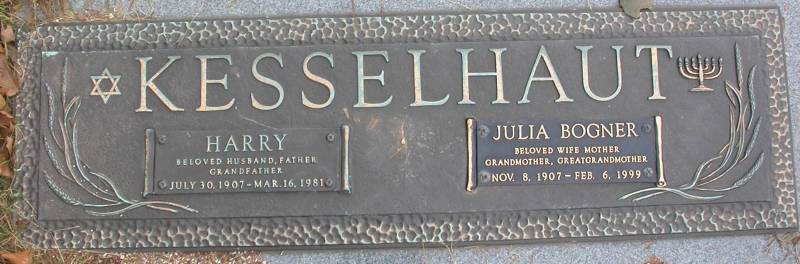 KESSELHAUT
HARRY
BELOVED HUSBAND, FATHER
GRANDFATHER
JULY 30, 1907 – MAR. 16, 1981
JULIA BOGNER
BELOVED WIFE MOTHER
GRANDMOTHER, GREATGRANDMOTHER
NOV. 8, 1907 – FEB. 6, 1999